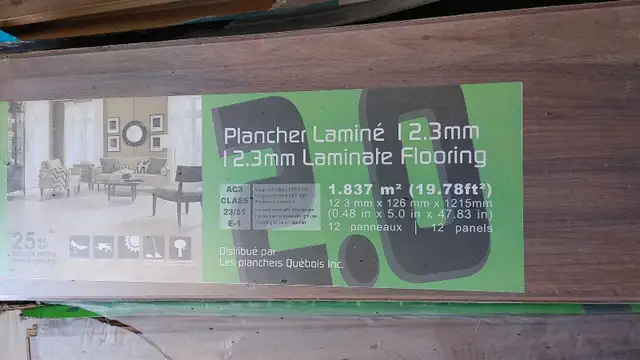 2.0
Plancher Laminé 12.3mm
12.3mm Laminate Flooring
AC3
CLASS
23/31
E-1
1.837 m² (19.78ft²)
12.3 mm x 126 mm x 1215mm
(0.48 in x 5.0 in x 47.83 in)
12 panneaux | 12 panels
25
Distribué par
Les planchers Québois Inc.